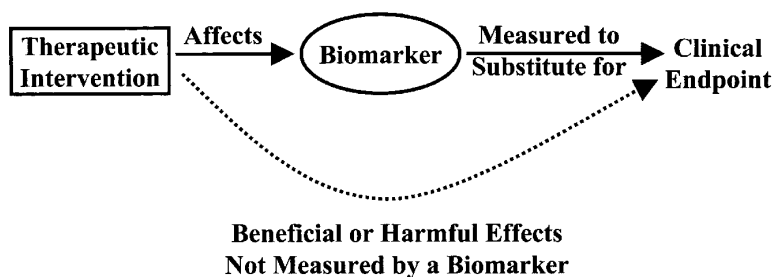 Therapeutic
Intervention
Affects
Biomarker
Measured to
Substitute for
Clinical
Endpoint
Beneficial or Harmful Effects
Not Measured by a Biomarker